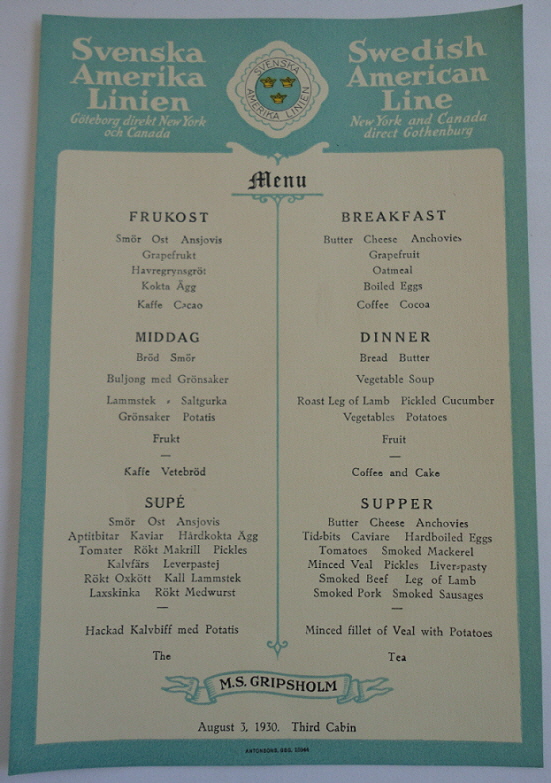 Svenska
Amerika
Linien
Göteborg direkt New York
och Canada
SVENSKA
AMERIKA LINIEN
Swedish
American
Line
New York and Canada
direct Gothenburg
Menu
FRUKOST
Smör Ost Ansjovis
Grapefrukt
Havregrynsgröt
Kokta Ägg
Kaffe Cacao
MIDDAG
Bröd Smör
Buljong med Grönsaker
Lammstek Saltgurka
Grönsaker Potatis
Frukt
—
Kaffe Vetebröd
SUPÉ
Smör Ost Ansjovis
Aptitbitar Kaviar Hårdkokta Ägg
Tomater Rökt Makrill Pickles
Kalvfärs Leverpastej
Rökt Oxkött Kall Lammstek
Laxskinka Rökt Medwurst
—
Hackad Kalvbiff med Potatis
The
BREAKFAST
Butter Cheese Anchovies
Grapefruit
Oatmeal
Boiled Eggs
Coffee Cocoa
DINNER
Bread Butter
Vegetable Soup
Roast Leg of Lamb Pickled Cucumber
Vegetables Potatoes
Fruit
—
Coffee and Cake
SUPPER
Butter Cheese Anchovies
Tid-bits Caviare Hardboiled Eggs
Tomatoes Smoked Mackerel
Minced Veal Pickles Liver-pasty
Smoked Beef Leg of Lamb
Smoked Pork Smoked Sausages
—
Minced fillet of Veal with Potatoes
Tea
M.S. GRIPSHOLM
August 3, 1930. Third Cabin